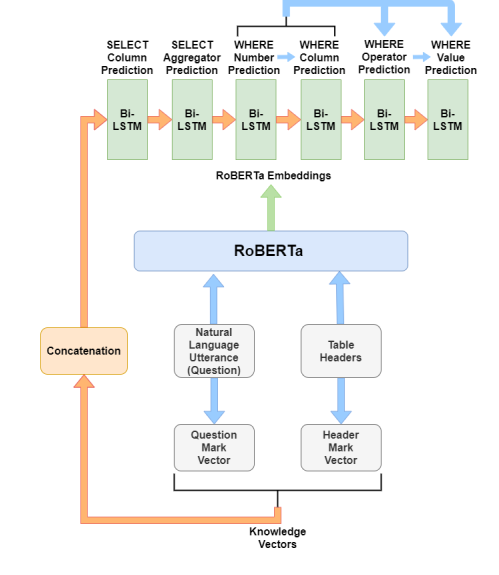 SELECT
Column
Prediction
SELECT
Aggregator
Prediction
WHERE
Number
Prediction
WHERE
Column
Prediction
WHERE
Operator
Prediction
WHERE
Value
Prediction
Bi-
LSTM
Bi-
LSTM
Bi-
LSTM
Bi-
LSTM
Bi-
LSTM
Bi-
LSTM
RoBERTa Embeddings
RoBERTa
Concatenation
Natural
Language
Utterance
(Question)
Table
Headers
Question
Mark
Vector
Header
Mark
Vector
Knowledge
Vectors